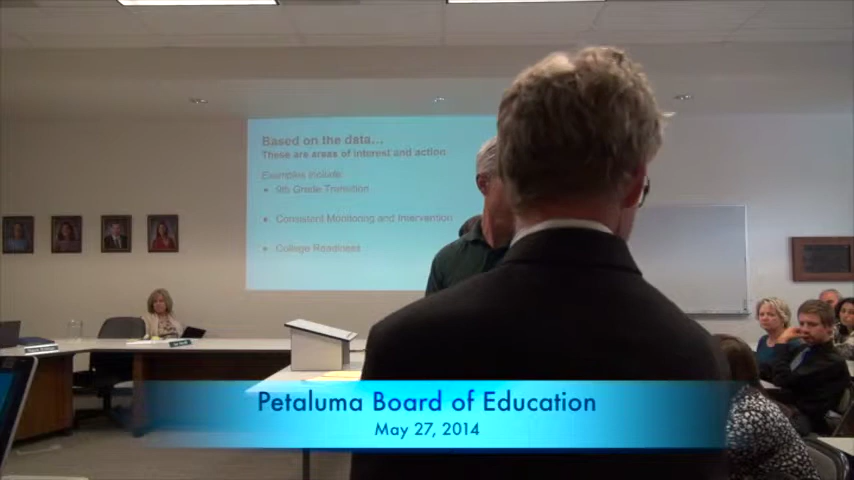 Based on the data...
These are areas of interest and action
Examples Include:
• 9th Grade Transition
• Consistent Monitoring and Intervention
• College Readiness
Petaluma Board of Education
May 27, 2014